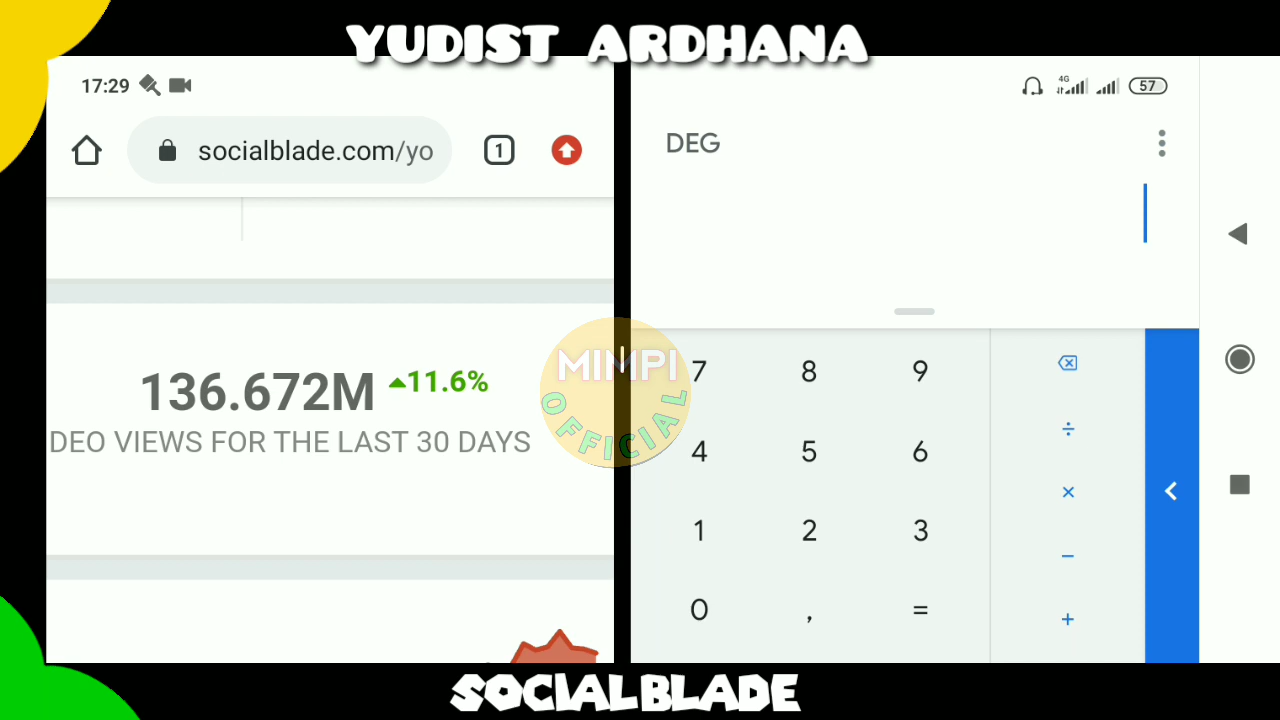 YUDIST ARDHANA
17:29
4G
57
socialblade.com/yo
1
DEG
136.672M 11.6%
DEO VIEWS FOR THE LAST 30 DAYS
MIMPI
OFFICIAL
7 8 9
÷
4 5 6
×
1 2 3
−
0 , =
+
SOCIALBLADE